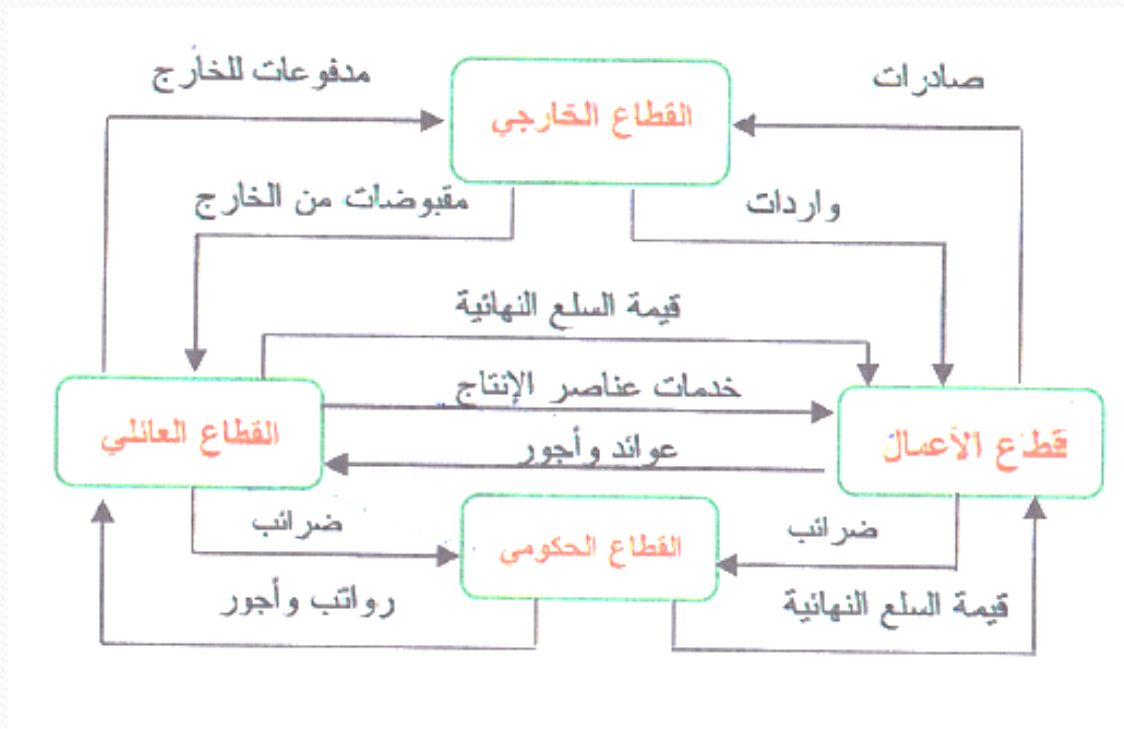 صادرات
مدفوعات للخارج
القطاع الخارجي
واردات
مقبوضات من الخارج
قيمة السلع النهائية
خدمات عناصر الإنتاج
قطاع الأعمال
القطاع العائلي
عوائد وأجور
ضرائب
ضرائب
القطاع الحكومي
قيمة السلع النهائية
رواتب وأجور